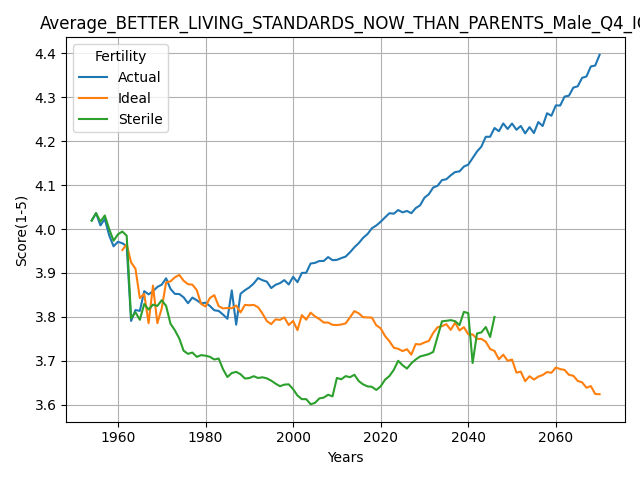 Average_BETTER_LIVING_STANDARDS_NOW_THAN_PARENTS_Male_Q4_I
Fertility
Actual
Ideal
Sterile
Score(1-5)
4.4
4.3
4.2
4.1
4.0
3.9
3.8
3.7
3.6
1960
1980
2000
2020
2040
2060
Years